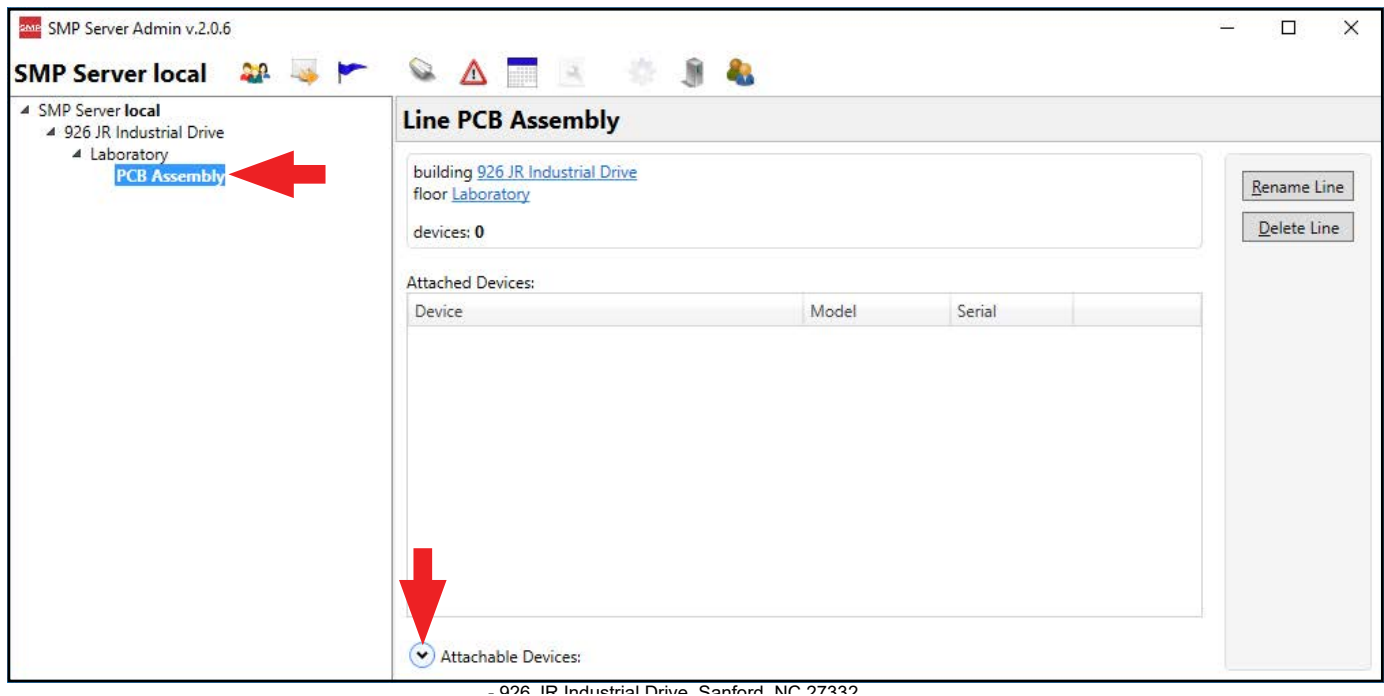 SMP SMP Server Admin v.2.0.6
SMP Server local
SMP Server local
926 JR Industrial Drive
Laboratory
PCB Assembly
Line PCB Assembly
building 926 JR Industrial Drive
floor Laboratory
devices: 0
Rename Line
Delete Line
Attached Devices:
Device Model Serial
Attachable Devices:
- 926 JR Industrial Drive, Sanford, NC 27332